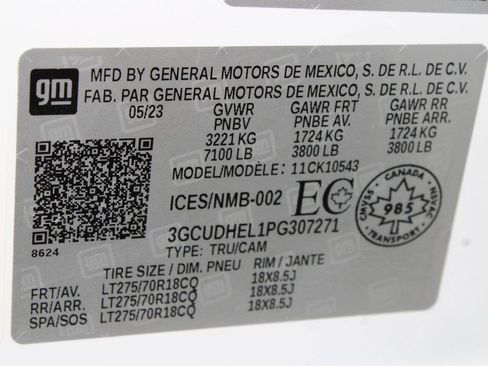 gm
MFD BY GENERAL MOTORS DE MEXICO, S. DE R.L. DE C.V.
FAB. PAR GENERAL MOTORS DE MEXICO, S. DE R.L. DE C.V.
05/23 GVWR GAWR FRT GAWR RR
PNBV PNBE AV. PNBE ARR.
3221 KG 1724 KG 1724 KG
7100 LB 3800 LB 3800 LB
MODEL/MODÈLE: 11CK10543
ICES/NMB-002 EC
CANADA
CMVSS NSVAC
985
TRANSPORT
3GCUDHEL1PG307271
8624
TYPE: TRU/CAM
TIRE SIZE / DIM. PNEU RIM / JANTE
FRT/AV. LT275/70R18CQ 18X8.5J
RR/ARR LT275/70R18CQ 18X8.5J
SPA/SOS LT275/70R18CQ 18X8.5J